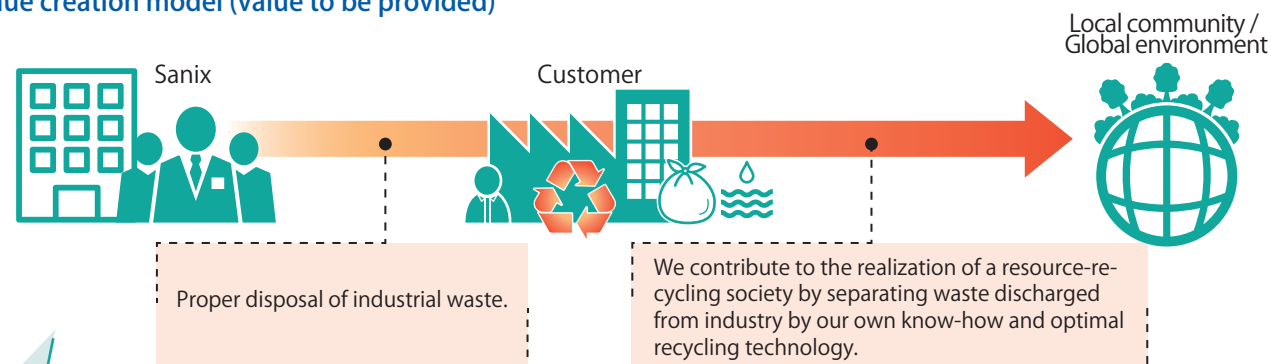 lue creation model (value to be provided)
Local community /
Global environment
Sanix
Customer
Proper disposal of industrial waste.
We contribute to the realization of a resource-re-
cycling society by separating waste discharged
from industry by our own know-how and optimal
recycling technology.